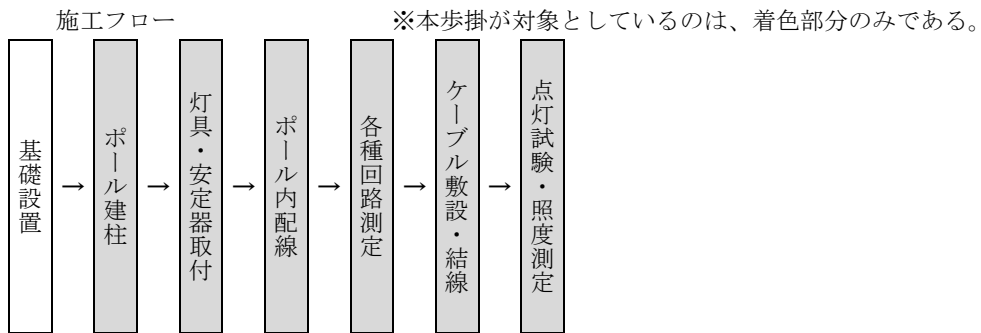 施工フロー
※本歩掛が対象としているのは、着色部分のみである。
基礎設置
→
ポール建柱
→
灯具・安定器取付
→
ポール内配線
→
各種回路測定
→
ケーブル敷設・結線
→
点灯試験・照度測定